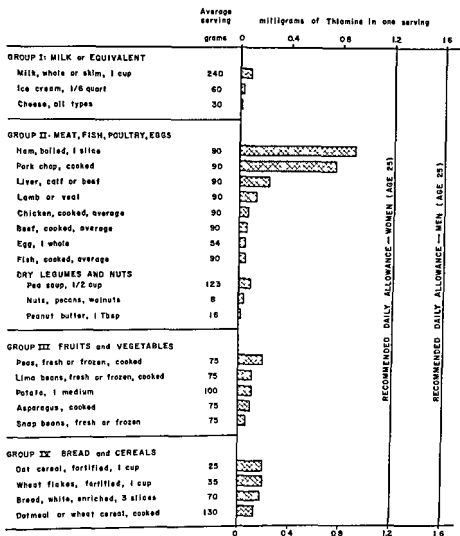 Average
serving
grams
milligrams of Thiamine in one serving
0 0.4 0.8 1.2 1.6
GROUP I: MILK or EQUIVALENT
Milk, whole or skim, 1 cup 240
Ice cream, 1/6 quart 60
Cheese, all types 30
GROUP II- MEAT, FISH, POULTRY, EGGS
Ham, boiled, 1 slice 90
Pork chop, cooked 90
Liver, calf or beef 90
Lamb or veal 90
Chicken, cooked, average 90
Beef, cooked, average 90
Egg, 1 whole 54
Fish, cooked, average 90
DRY LEGUMES AND NUTS
Pea soup, 1/2 cup 123
Nuts, pecans, walnuts 8
Peanut butter, 1 Tbsp 16
GROUP III FRUITS and VEGETABLES
Peas, fresh or frozen, cooked 75
Lima beans, fresh or frozen, cooked 75
Potato, 1 medium 100
Asparagus, cooked 75
Snap beans, fresh or frozen 75
GROUP IV BREAD and CEREALS
Oat cereal, fortified, 1 cup 25
Wheat flakes, fortified, 1 cup 35
Bread, white, enriched, 3 slices 70
Oatmeal or wheat cereal, cooked 130
0 0.4 0.8 1.2 1.6
RECOMMENDED DAILY ALLOWANCE—WOMEN (AGE 25)
RECOMMENDED DAILY ALLOWANCE—MEN (AGE 25)